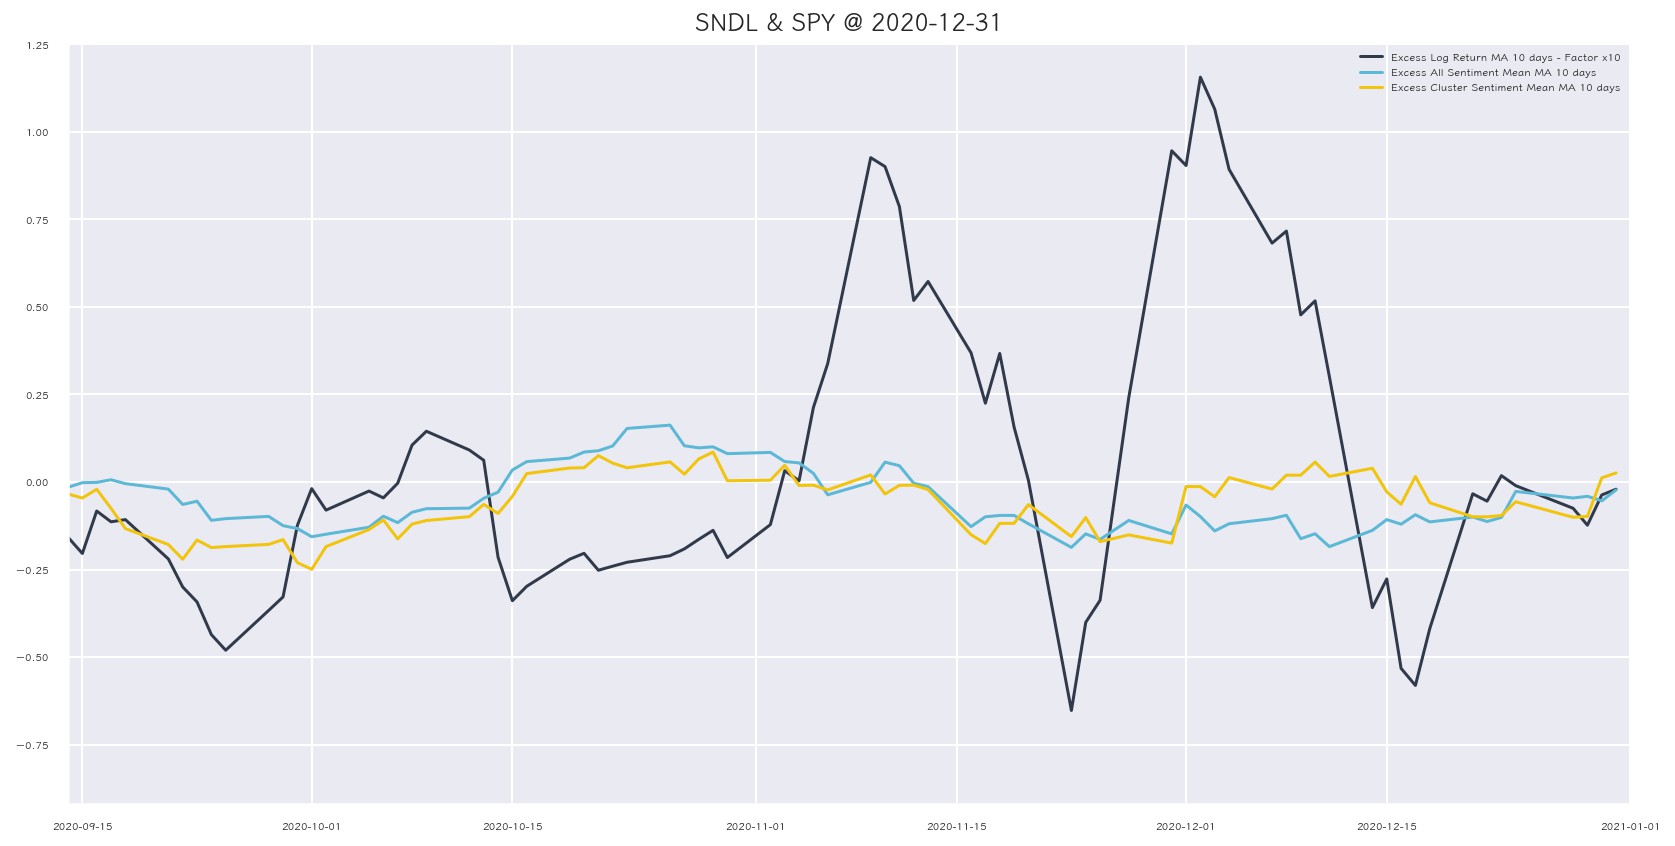 SNDL & SPY @ 2020-12-31
1.25
1.00
0.75
0.50
0.25
0.00
−0.25
−0.50
−0.75
Excess Log Return MA 10 days - Factor x10
Excess All Sentiment Mean MA 10 days
Excess Cluster Sentiment Mean MA 10 days
2020-09-15 2020-10-01 2020-10-15 2020-11-01 2020-11-15 2020-12-01 2020-12-15 2021-01-01